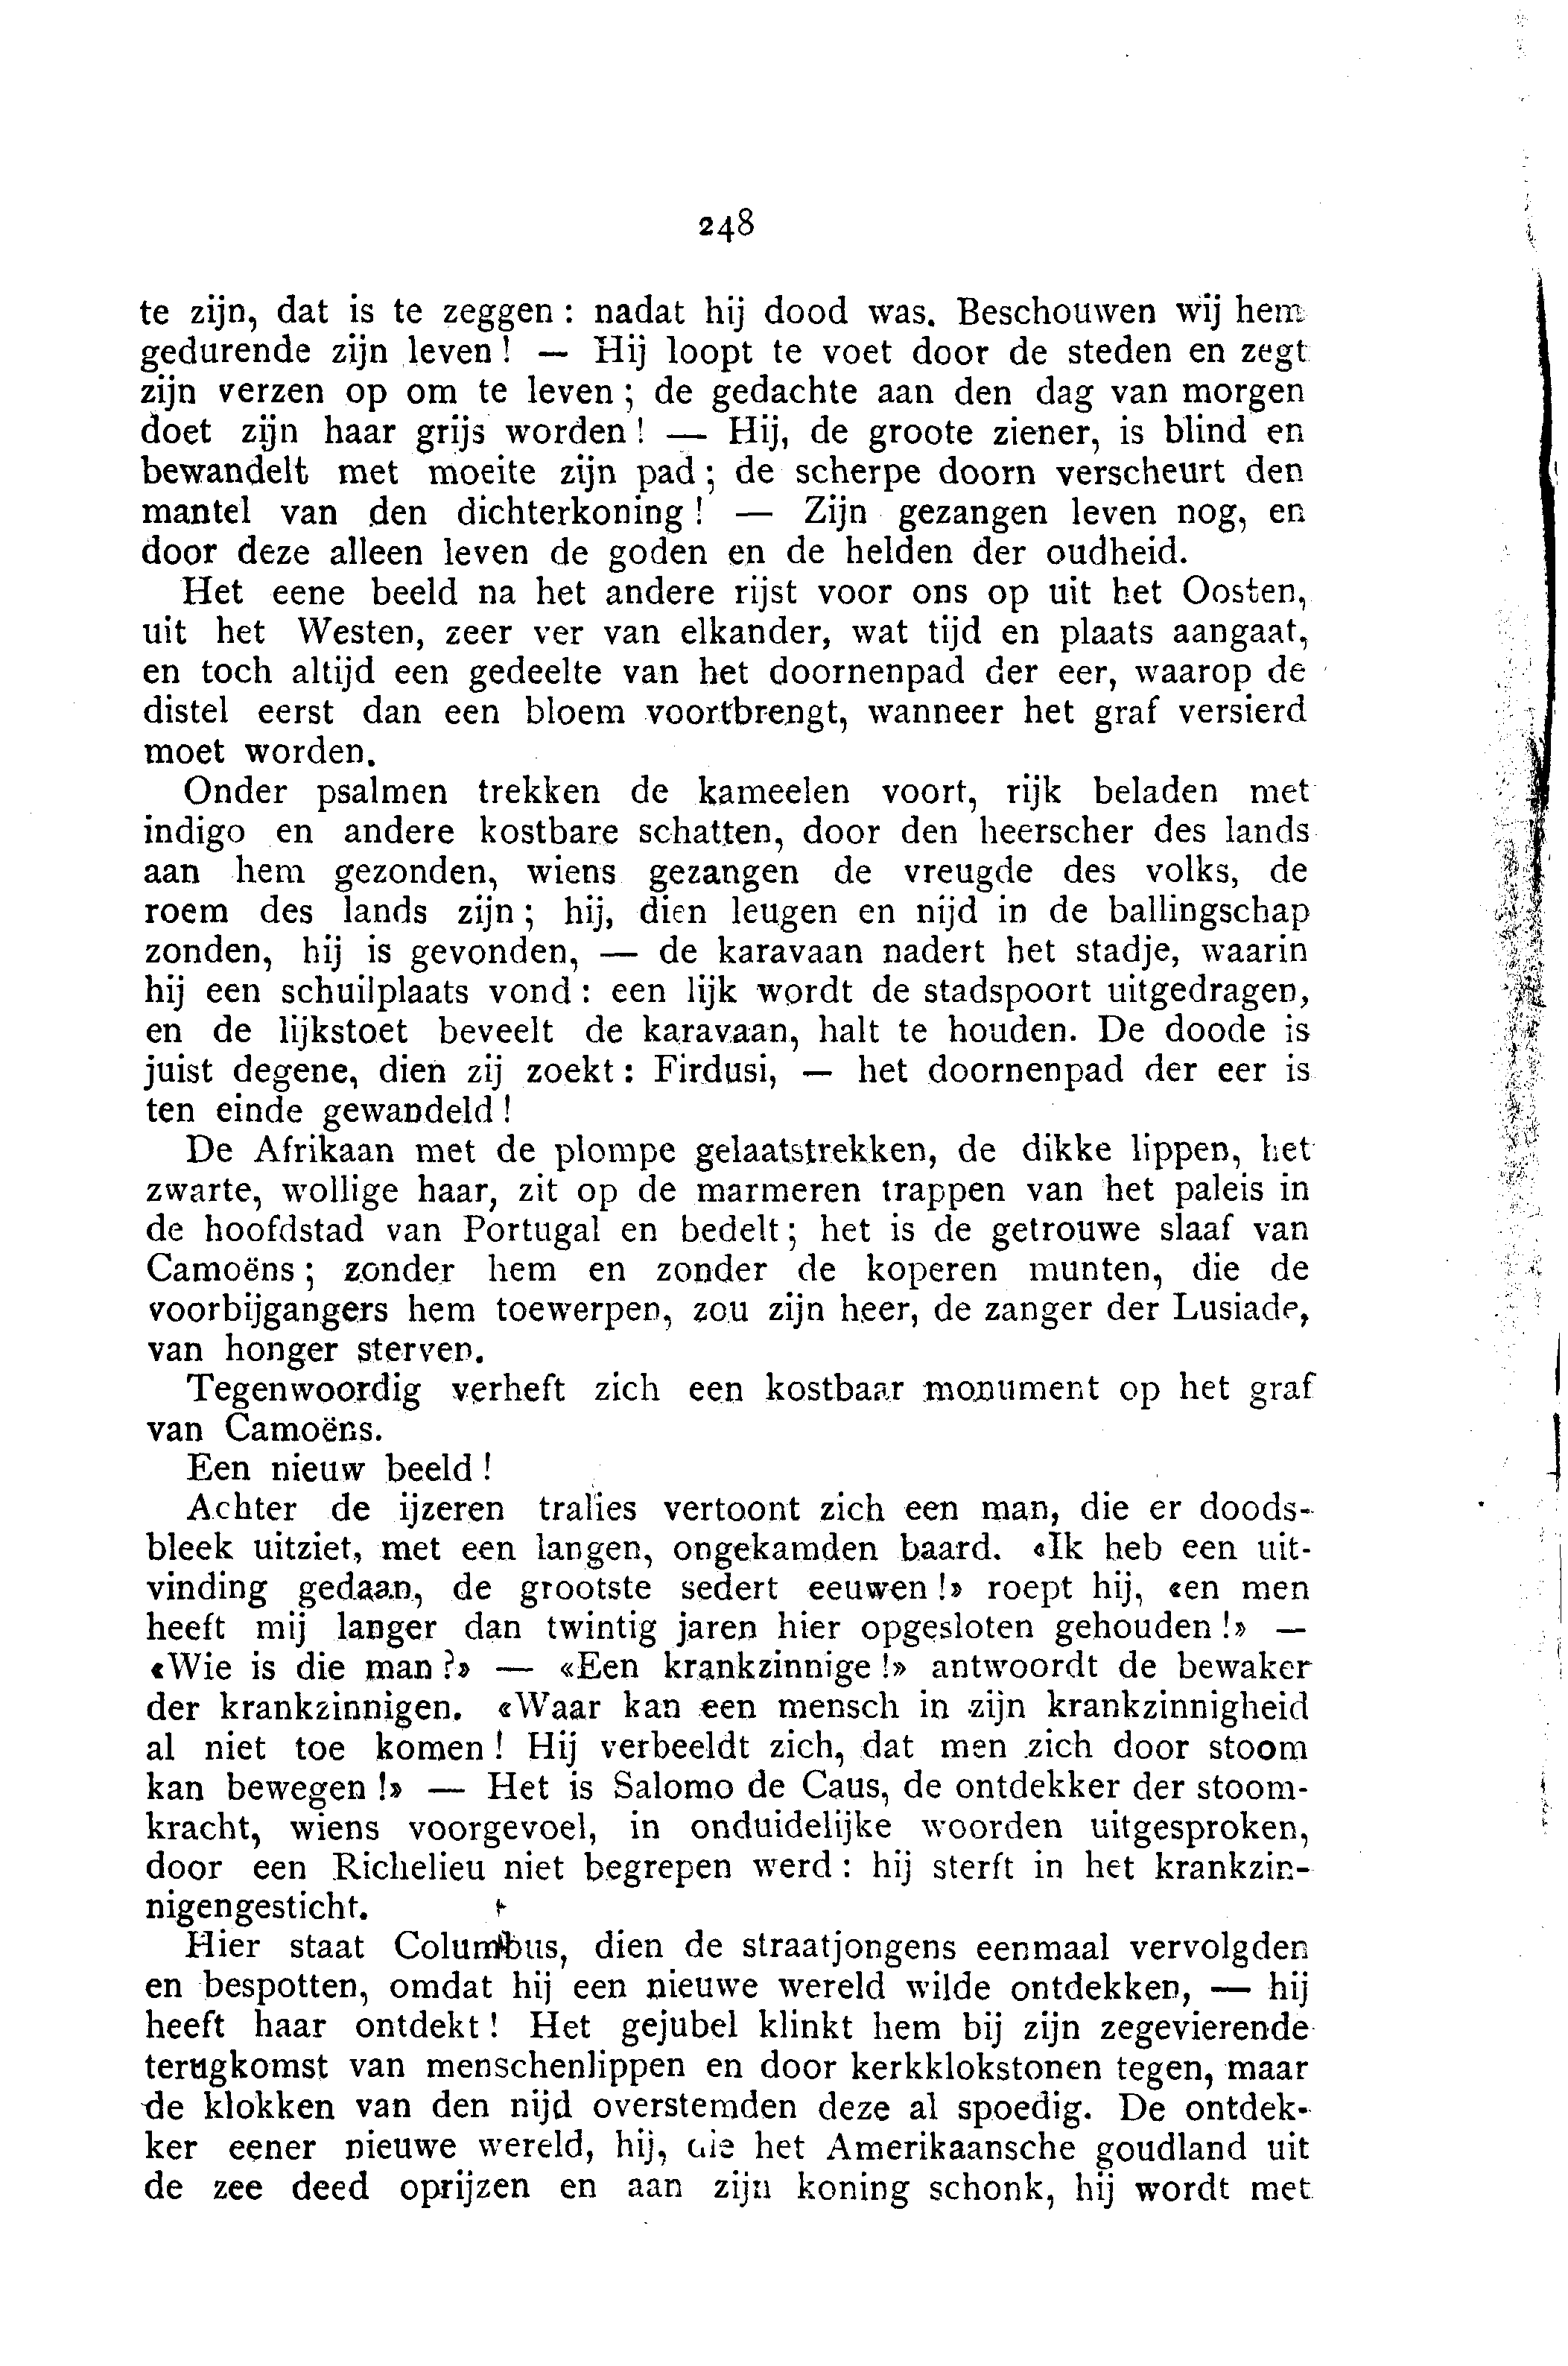 248
te zijn, dat is te zeggen : nadat hij dood was. Beschouwen wij hem
gedurende zijn leven ! — Hij loopt te voet door de steden en zegt
zijn verzen op om te leven ; de gedachte aan den dag van morgen
doet zijn haar grijs worden ! — Hij, de groote ziener, is blind en
bewandelt met moeite zijn pad ; de scherpe doorn verscheurt den
mantel van den dichterkoning ! — Zijn gezangen leven nog, en
door deze alleen leven de goden en de helden der oudheid.
Het eene beeld na het andere rijst voor ons op uit het Oosten,
uit het Westen, zeer ver van elkander, wat tijd en plaats aangaat,
en toch altijd een gedeelte van het doornenpad der eer, waarop de
distel eerst dan een bloem voortbrengt, wanneer het graf versierd
moet worden.
Onder psalmen trekken de kameelen voort, rijk beladen met
indigo en andere kostbare schatten, door den heerscher des lands
aan hem gezonden, wiens gezangen de vreugde des volks, de
roem des lands zijn ; hij, dien leugen en nijd in de ballingschap
zonden, hij is gevonden, — de karavaan nadert het stadje, waarin
hij een schuilplaats vond : een lijk wordt de stadspoort uitgedragen,
en de lijkstoet beveelt de karavaan, halt te houden. De doode is
juist degene, dien zij zoekt : Firdusi, — het doornenpad der eer is
ten einde gewandeld !
De Afrikaan met de plompe gelaatstrekken, de dikke lippen, het
zwarte, wollige haar, zit op de marmeren trappen van het paleis in
de hoofdstad van Portugal en bedelt ; het is de getrouwe slaaf van
Camoëns ; zonder hem en zonder de koperen munten, die de
voorbijgangers hem toewerpen, zou zijn heer, de zanger der Lusiade,
van honger sterven.
Tegenwoordig verheft zich een kostbaar monument op het graf
van Camoëns.
Een nieuw beeld !
Achter de ijzeren tralies vertoont zich een man, die er doods-
bleek uitziet, met een langen, ongekamden baard. «Ik heb een uit-
vinding gedaan, de grootste sedert eeuwen !» roept hij, «en men
heeft mij langer dan twintig jaren hier opgesloten gehouden !» —
«Wie is die man ?» — «Een krankzinnige !» antwoordt de bewaker
der krankzinnigen. «Waar kan een mensch in zijn krankzinnigheid
al niet toe komen ! Hij verbeeldt zich, dat men zich door stoom
kan bewegen !» — Het is Salomo de Caus, de ontdekker der stoom-
kracht, wiens voorgevoel, in onduidelijke woorden uitgesproken,
door een Richelieu niet begrepen werd : hij sterft in het krankzin-
nigengesticht.
Hier staat Columbus, dien de straatjongens eenmaal vervolgden
en bespotten, omdat hij een nieuwe wereld wilde ontdekken, — hij
heeft haar ontdekt ! Het gejubel klinkt hem bij zijn zegevierende
terugkomst van menschenlippen en door kerkklokstonen tegen, maar
de klokken van den nijd overstemden deze al spoedig. De ontdek-
ker eener nieuwe wereld, hij, die het Amerikaansche goudland uit
de zee deed oprijzen en aan zijn koning schonk, hij wordt met